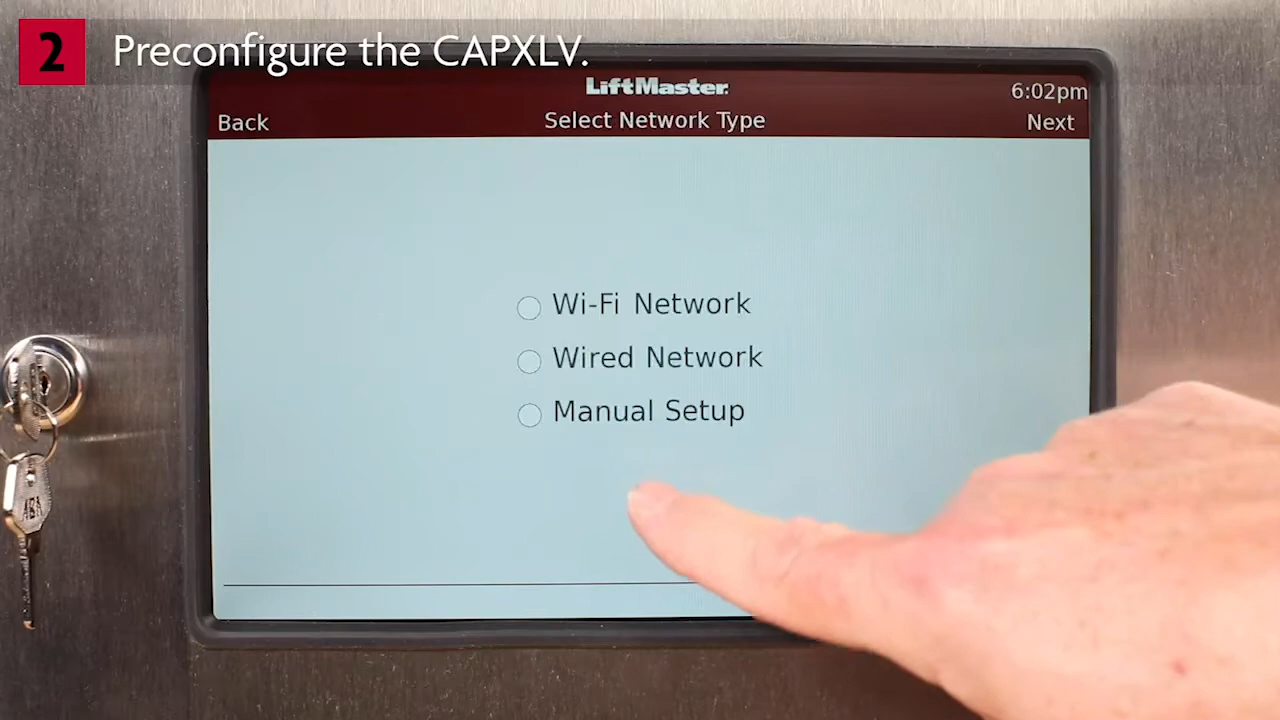 2 Preconfigure the CAPXLV.
LiftMaster
6:02pm
Back
Select Network Type
Next
Wi-Fi Network
Wired Network
Manual Setup
ABA